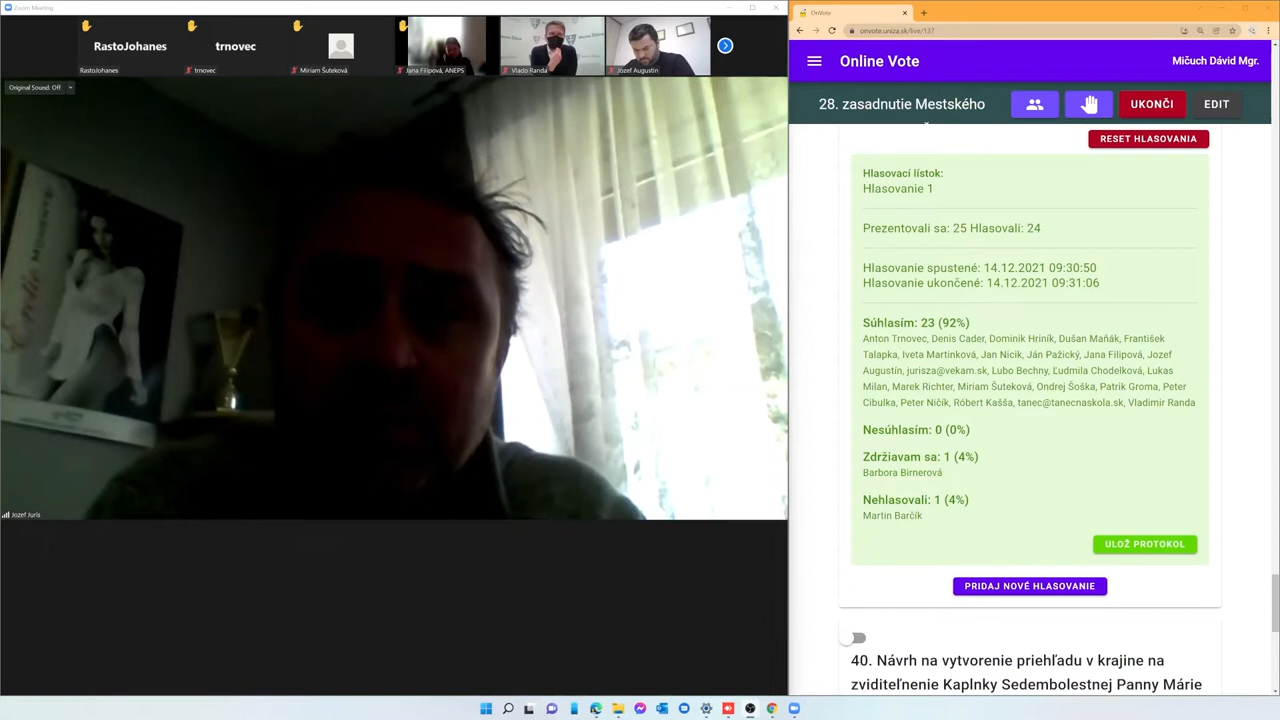 Zoom Meeting
RastoJohanes
RastoJohanes
trnovec
trnovec
Miriam Šuteková
Jana Filipová, ANEPS
Vlado Randa
Jozef Augustín
Original Sound: Off
Jozef Juris
OnVote
onvote.uniza.sk/live/137
Online Vote
Mičuch Dávid Mgr.
28. zasadnutie Mestského
UKONČI
EDIT
RESET HLASOVANIA
Hlasovací lístok:
Hlasovanie 1
Prezentovali sa: 25 Hlasovali: 24
Hlasovanie spustené: 14.12.2021 09:30:50
Hlasovanie ukončené: 14.12.2021 09:31:06
Súhlasím: 23 (92%)
Anton Trnovec, Denis Cader, Dominik Hriník, Dušan Maňák, František
Talapka, Iveta Martinková, Jan Nicik, Ján Pažický, Jana Filipová, Jozef
Augustín, jurisza@vekam.sk, Lubo Bechny, Ľudmila Chodelková, Lukas
Milan, Marek Richter, Miriam Šuteková, Ondrej Šoška, Patrik Groma, Peter
Cibulka, Peter Ničík, Róbert Kašša, tanec@tanecnaskola.sk, Vladimir Randa
Nesúhlasím: 0 (0%)
Zdržiavam sa: 1 (4%)
Barbora Birnerová
Nehlasovali: 1 (4%)
Martin Barčík
ULOŽ PROTOKOL
PRIDAJ NOVÉ HLASOVANIE
40. Návrh na vytvorenie priehľadu v krajine na
zviditeľnenie Kaplnky Sedembolestnej Panny Márie